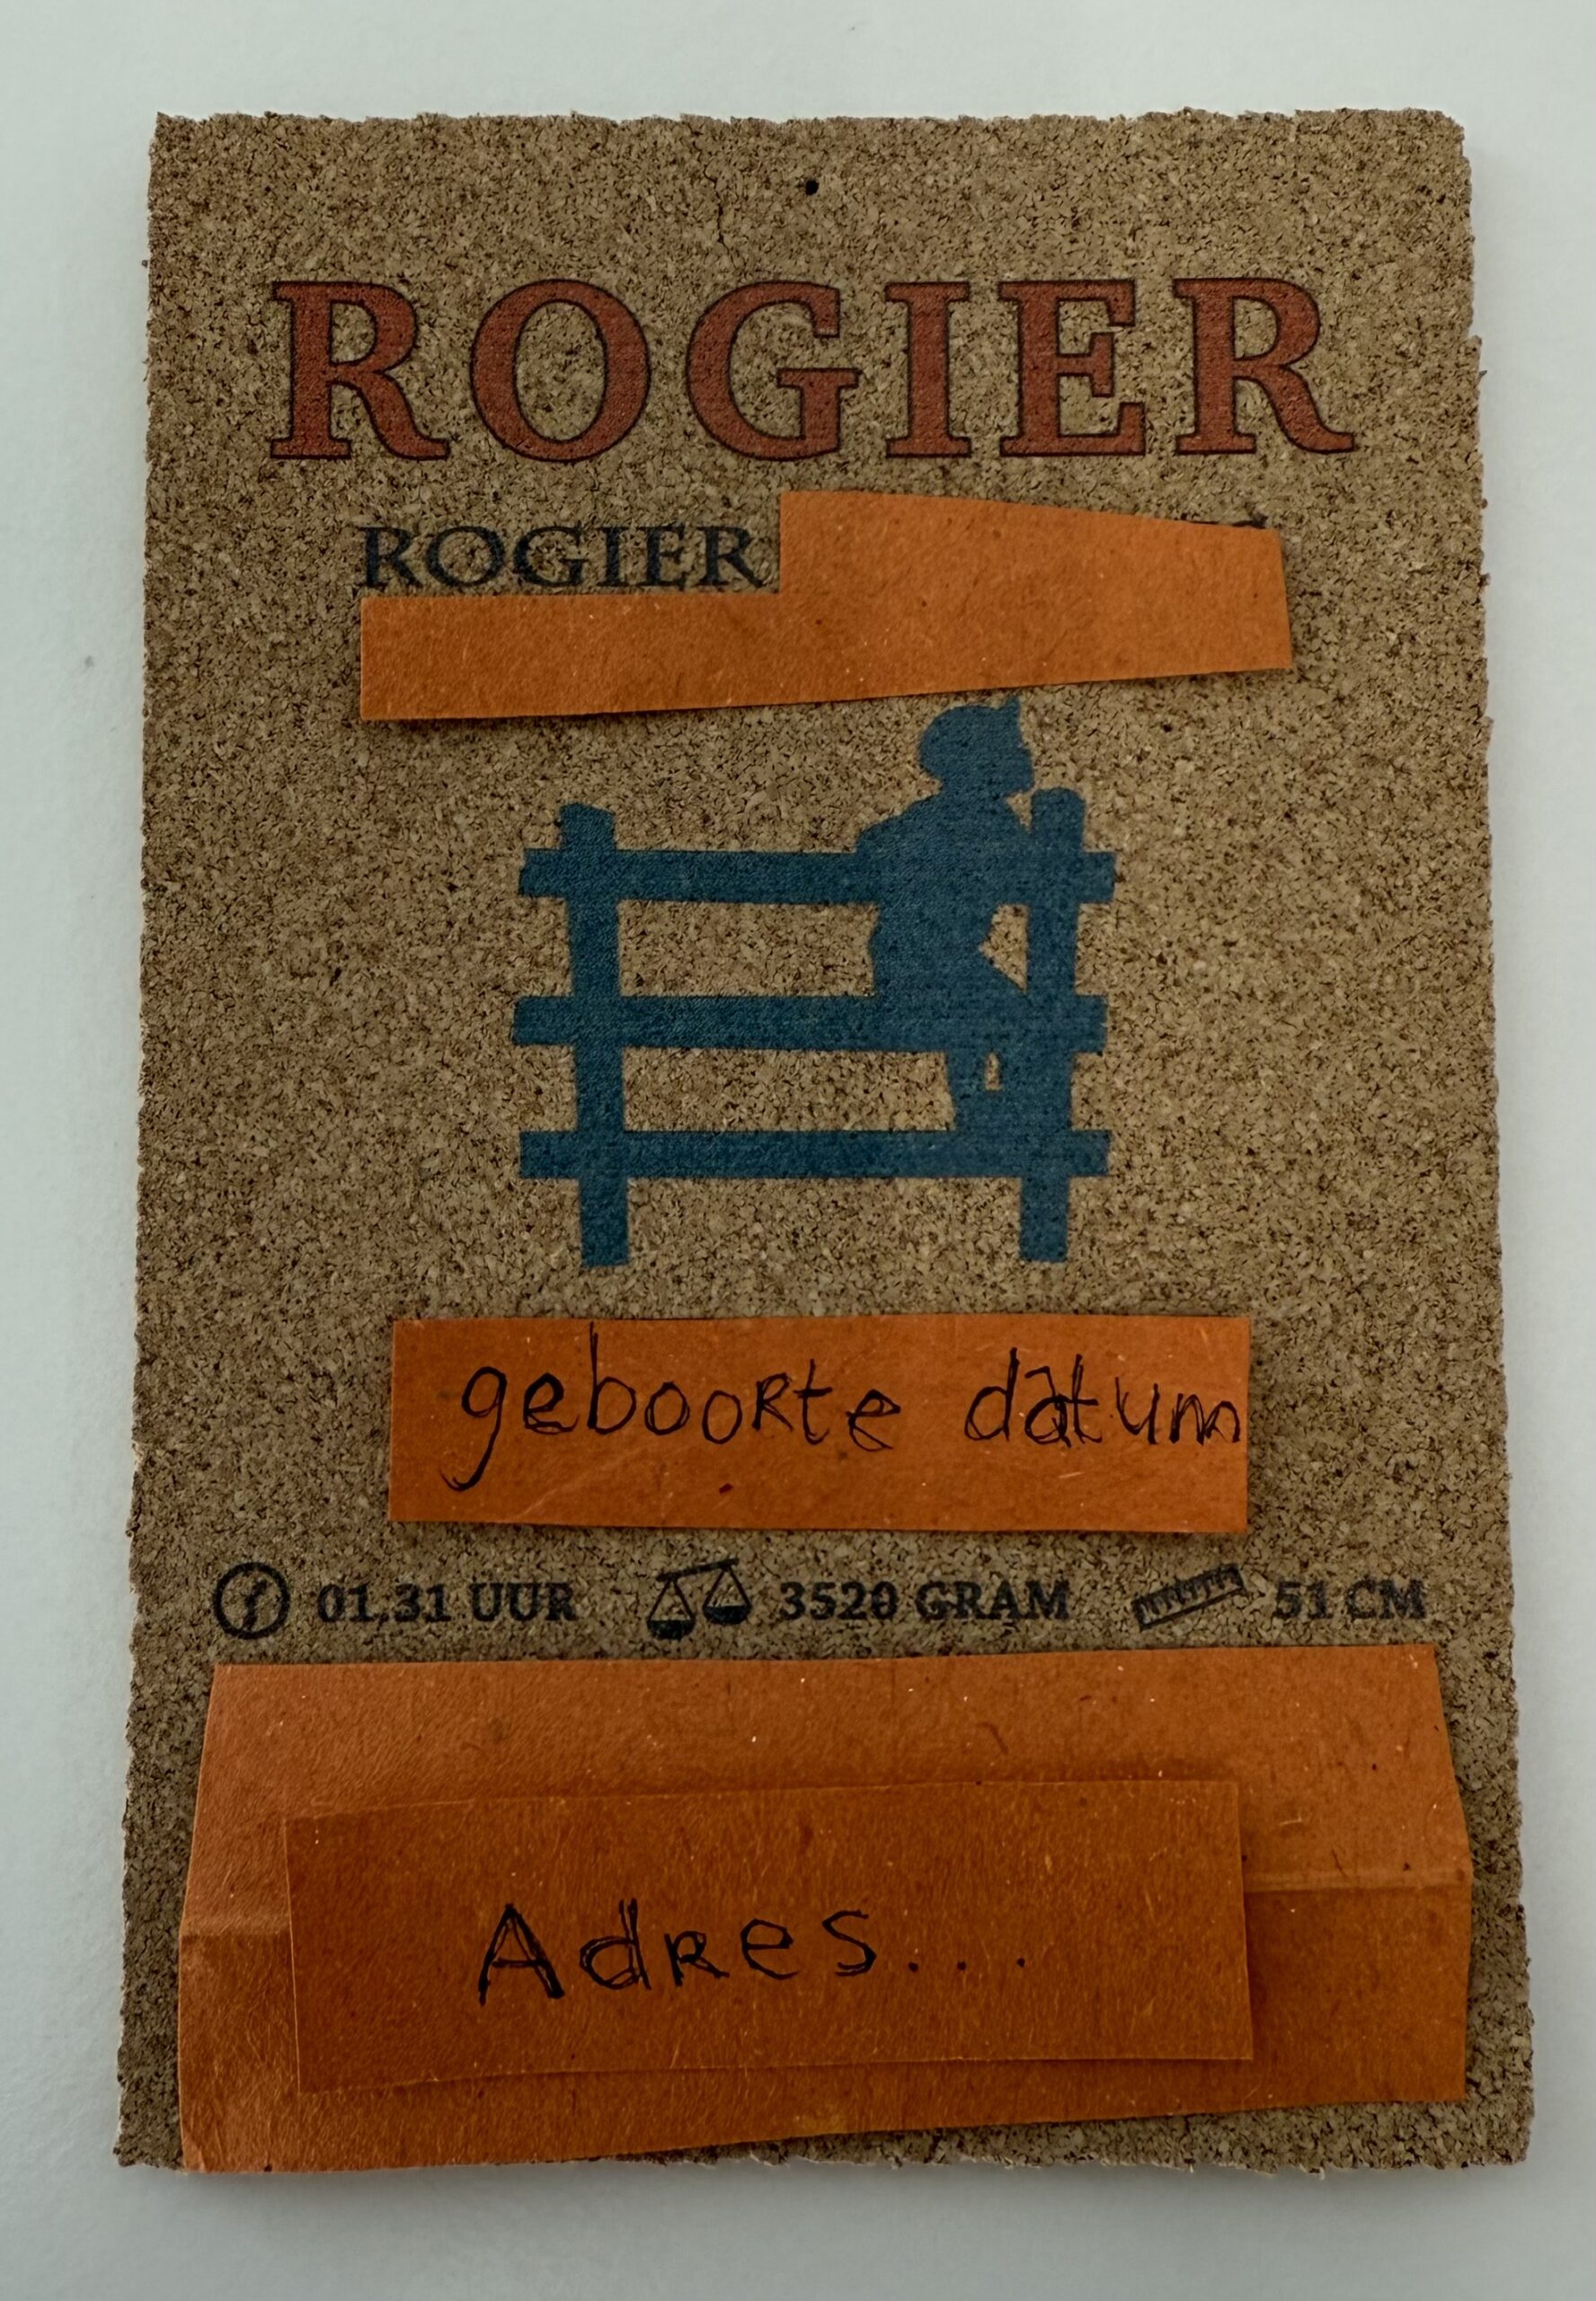 ROGIER
ROGIER
geboorte datum
01.31 UUR 3520 GRAM 51 CM
Adres...